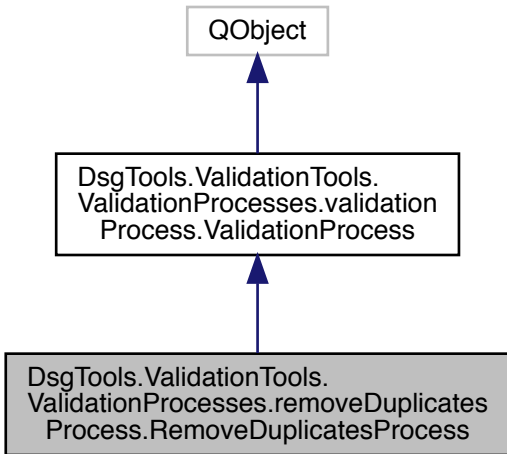 QObject
DsgTools.ValidationTools.
ValidationProcesses.validation
Process.ValidationProcess
DsgTools.ValidationTools.
ValidationProcesses.removeDuplicates
Process.RemoveDuplicatesProcess